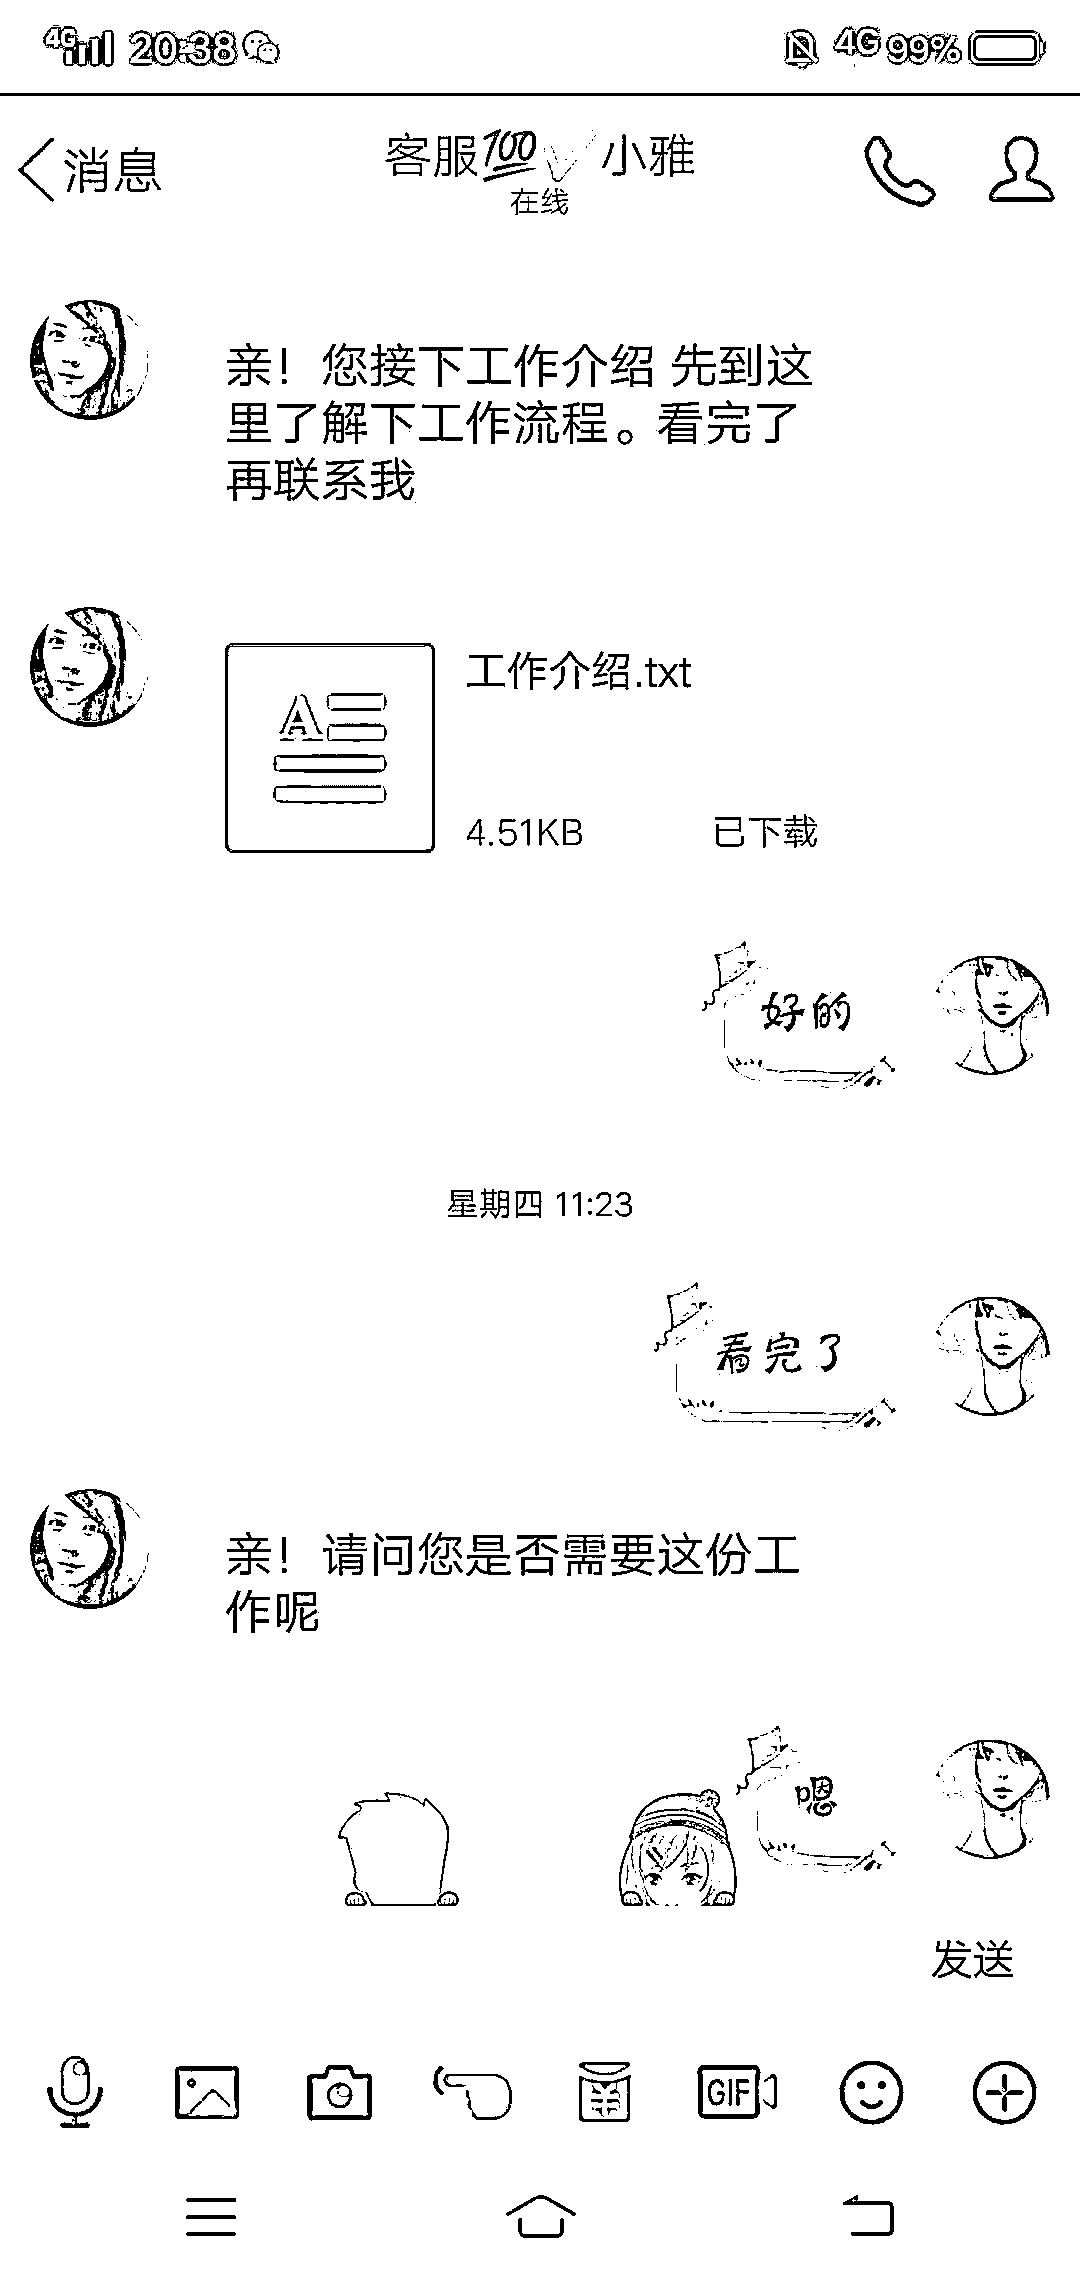 4G 20:38 4G 99%
消息 客服💯 小雅
在线
亲！您接下工作介绍 先到这
里了解下工作流程。看完了
再联系我
工作介绍.txt
4.51KB 已下载
好的
星期四 11:23
看完了
亲！请问您是否需要这份工
作呢
嗯
发送
GIF